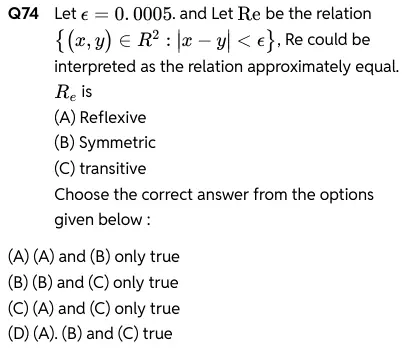 Q74 Let ϵ = 0.0005. and Let Re be the relation
{(x, y) ∈ R² : |x − y| < ϵ}, Re could be
interpreted as the relation approximately equal.
Rₑ is
(A) Reflexive
(B) Symmetric
(C) transitive
Choose the correct answer from the options
given below :
(A) (A) and (B) only true
(B) (B) and (C) only true
(C) (A) and (C) only true
(D) (A). (B) and (C) true